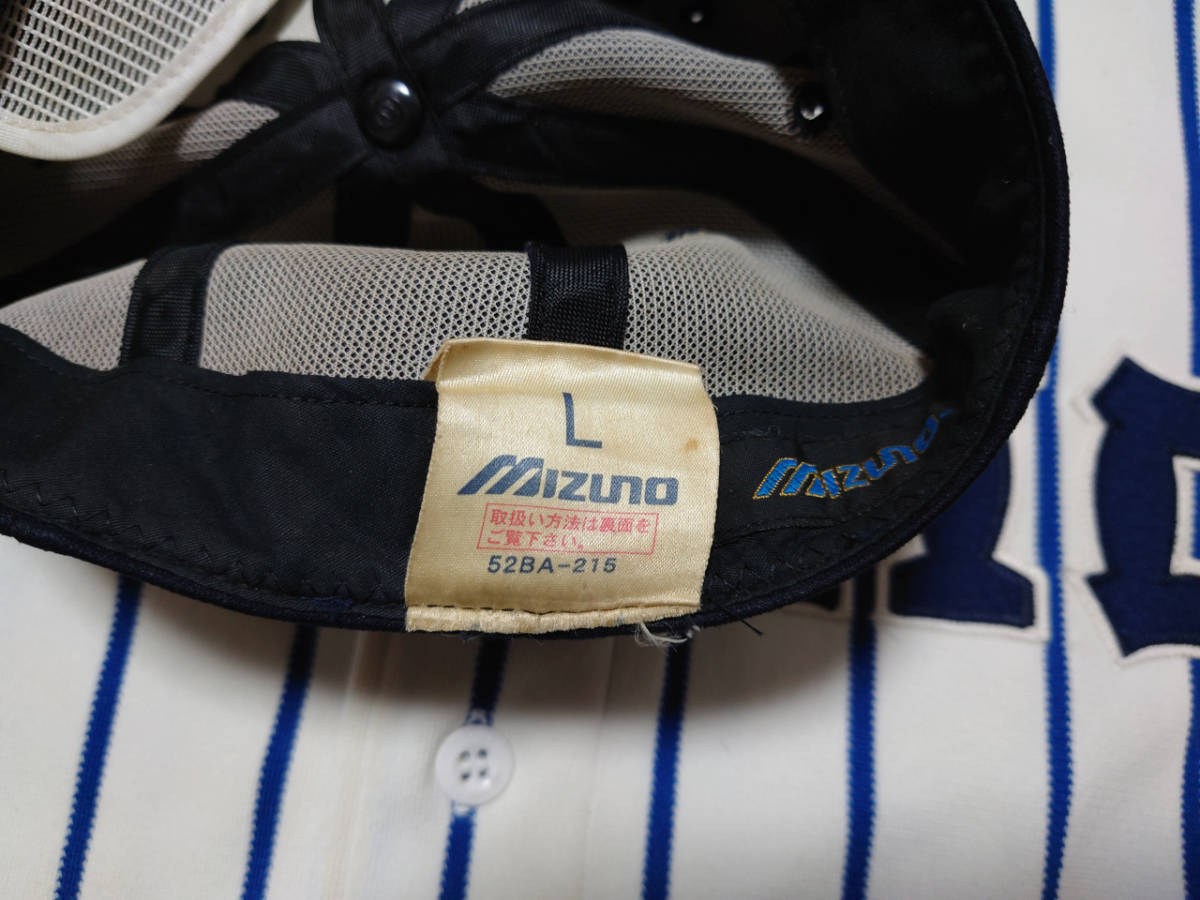 L
Mizuno
取扱い方法は裏面を
ご覧下さい。
52BA-215
Mizuno